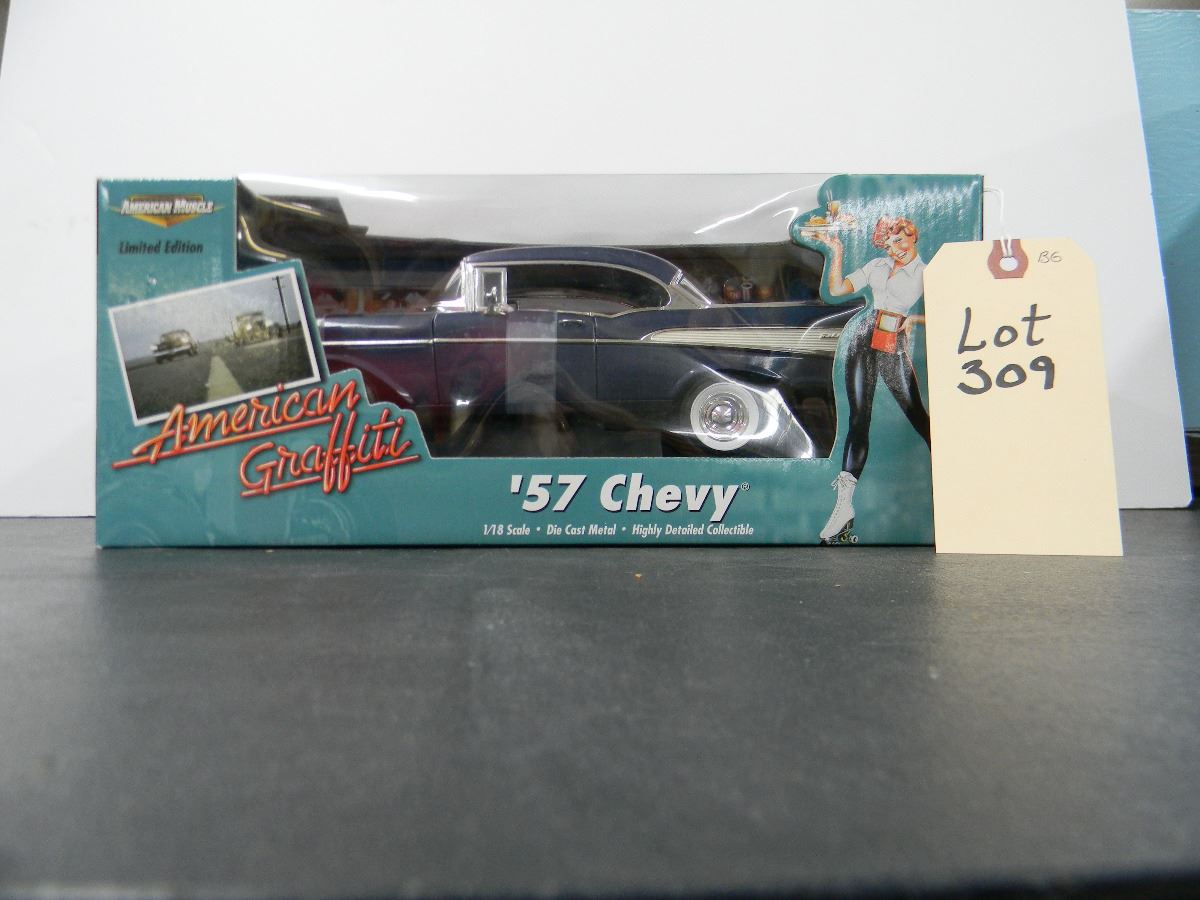 American Muscle
Limited Edition
American
Graffiti
'57 Chevy®
1/18 Scale • Die Cast Metal • Highly Detailed Collectible
BG
Lot
309